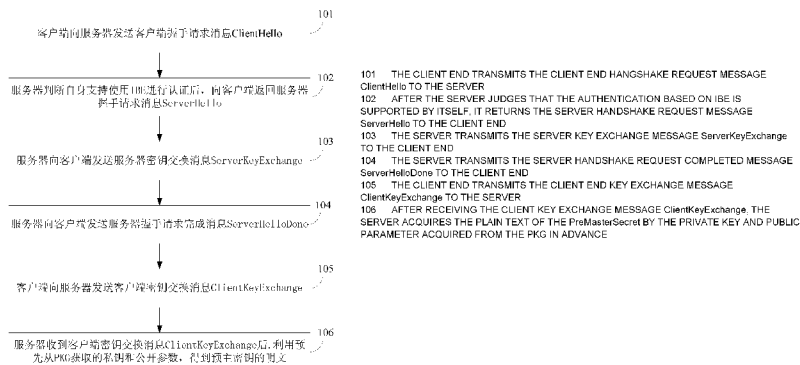 101
客户端向服务器发送客户端握手请求消息ClientHello
102
服务器判断自身支持使用IBE进行认证后，向客户端返回服务器
握手请求消息ServerHello
103
服务器向客户端发送服务器密钥交换消息ServerKeyExchange
104
服务器向客户端发送服务器握手请求完成消息ServerHelloDone
105
客户端向服务器发送客户端密钥交换消息ClientKeyExchange
106
服务器收到客户端密钥交换消息ClientKeyExchange后,利用预
先从PKG获取的私钥和公开参数，得到预主密钥的明文
101 THE CLIENT END TRANSMITS THE CLIENT END HANGSHAKE REQUEST MESSAGE
ClientHello TO THE SERVER
102 AFTER THE SERVER JUDGES THAT THE AUTHENTICATION BASED ON IBE IS
SUPPORTED BY ITSELF, IT RETURNS THE SERVER HANDSHAKE REQUEST MESSAGE
ServerHello TO THE CLIENT END
103 THE SERVER TRANSMITS THE SERVER KEY EXCHANGE MESSAGE ServerKeyExchange
TO THE CLIENT END
104 THE SERVER TRANSMITS THE SERVER HANDSHAKE REQUEST COMPLETED MESSAGE
ServerHelloDone TO THE CLIENT END
105 THE CLIENT END TRANSMITS THE CLIENT END KEY EXCHANGE MESSAGE
ClientKeyExchange TO THE SERVER
106 AFTER RECEIVING THE CLIENT KEY EXCHANGE MESSAGE ClientKeyExchange, THE
SERVER ACQUIRES THE PLAIN TEXT OF THE PreMasterSecret BY THE PRIVATE KEY AND PUBLIC
PARAMETER ACQUIRED FROM THE PKG IN ADVANCE